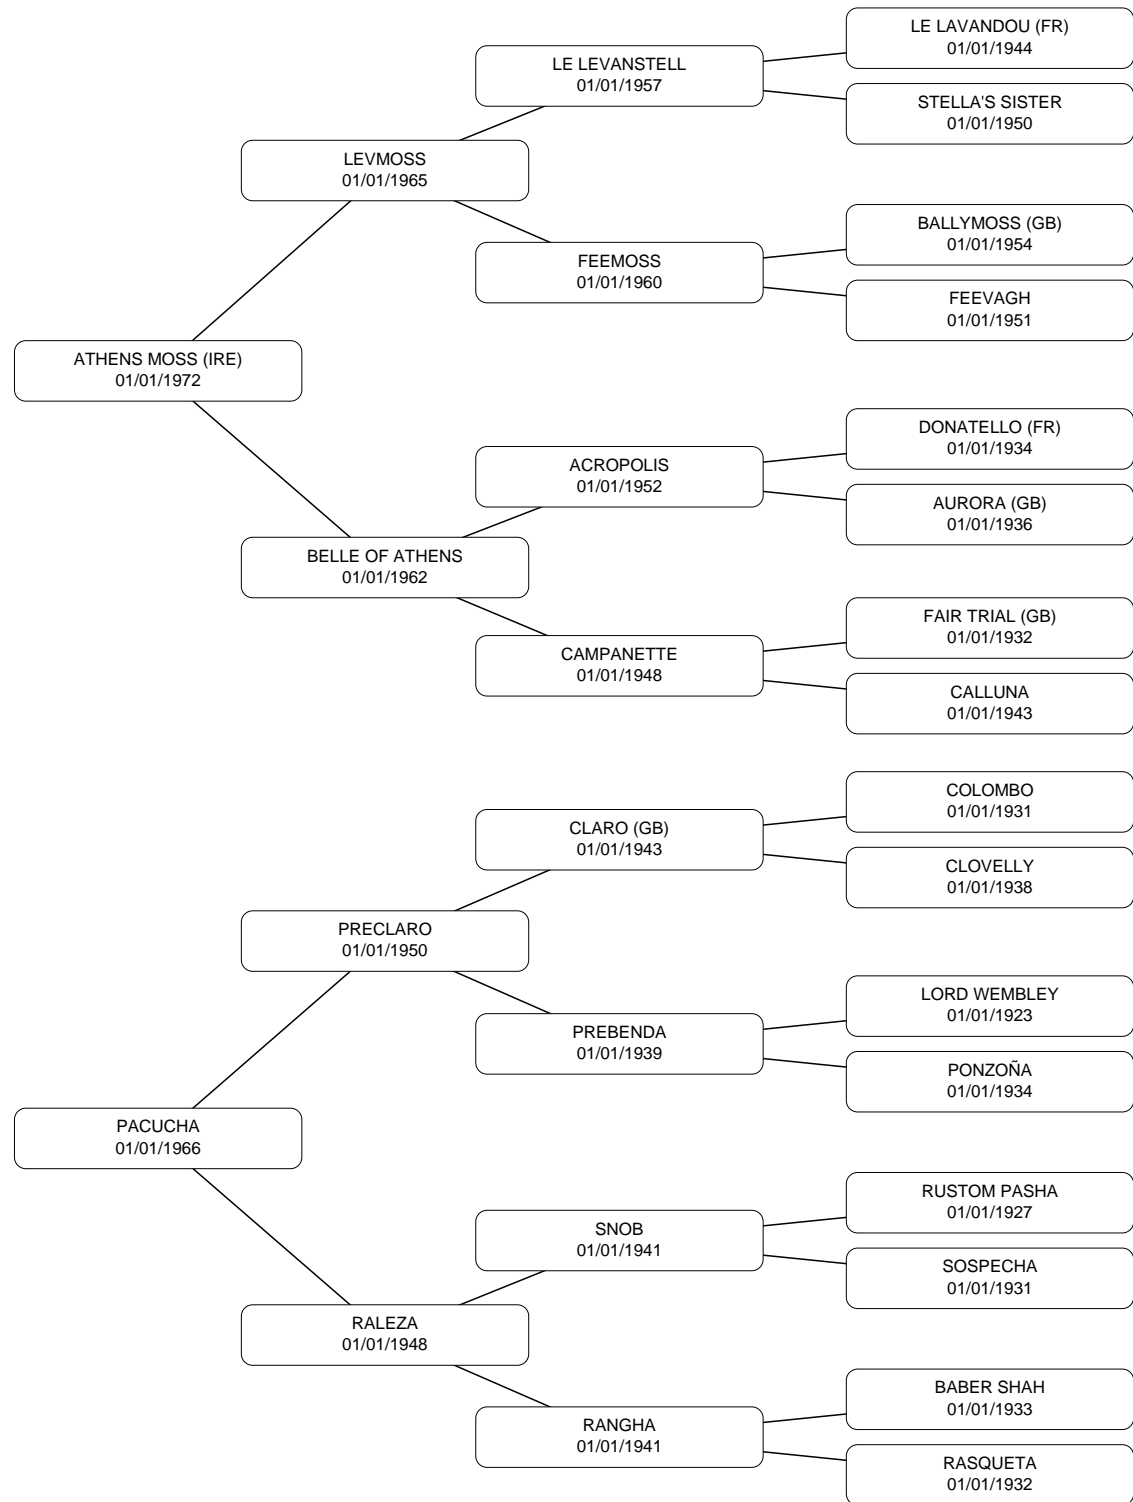 LE LAVANDOU (FR)
01/01/1944
LE LEVANSTELL
01/01/1957
STELLA'S SISTER
01/01/1950
LEVMOSS
01/01/1965
BALLYMOSS (GB)
01/01/1954
FEEMOSS
01/01/1960
FEEVAGH
01/01/1951
ATHENS MOSS (IRE)
01/01/1972
DONATELLO (FR)
01/01/1934
ACROPOLIS
01/01/1952
AURORA (GB)
01/01/1936
BELLE OF ATHENS
01/01/1962
FAIR TRIAL (GB)
01/01/1932
CAMPANETTE
01/01/1948
CALLUNA
01/01/1943
COLOMBO
01/01/1931
CLARO (GB)
01/01/1943
CLOVELLY
01/01/1938
PRECLARO
01/01/1950
LORD WEMBLEY
01/01/1923
PREBENDA
01/01/1939
PONZOÑA
01/01/1934
PACUCHA
01/01/1966
RUSTOM PASHA
01/01/1927
SNOB
01/01/1941
SOSPECHA
01/01/1931
RALEZA
01/01/1948
BABER SHAH
01/01/1933
RANGHA
01/01/1941
RASQUETA
01/01/1932